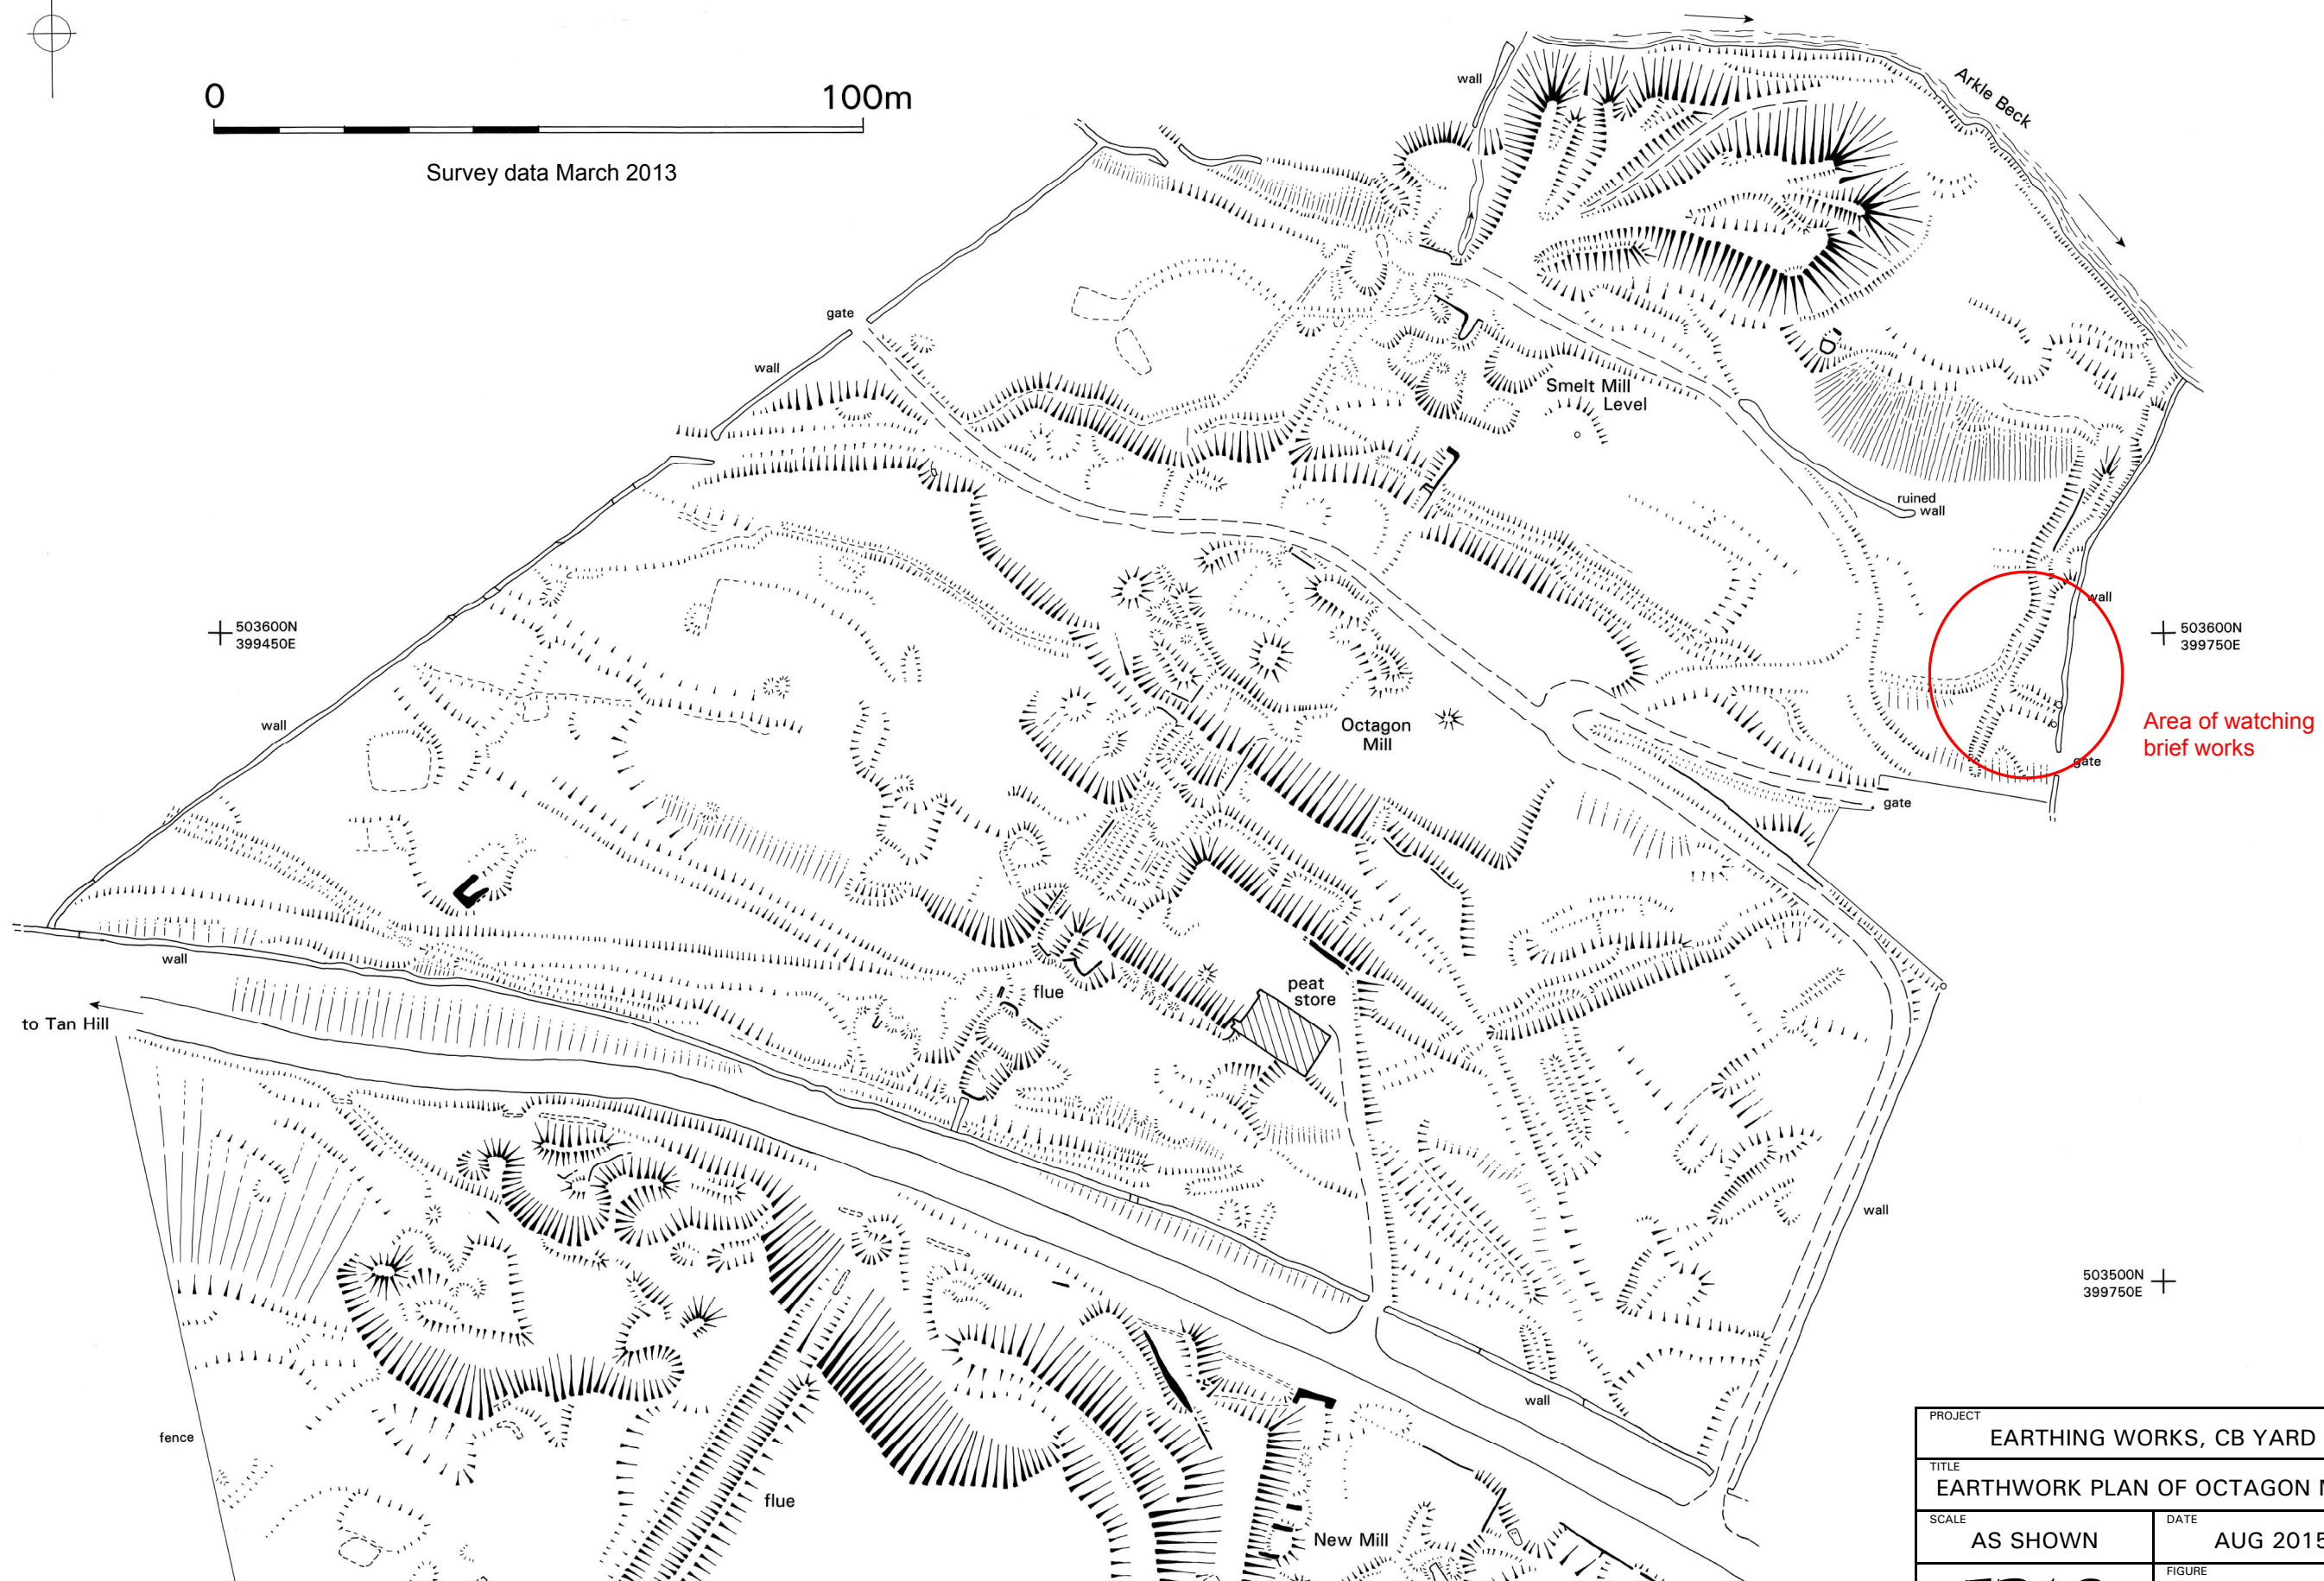 0 100m
Survey data March 2013
Arkle Beck
wall
gate
wall
Smelt Mill
Level
ruined
wall
wall
503600N
399450E
503600N
399750E
wall
Octagon
Mill
Area of watching
brief works
gate
gate
wall
flue
peat
store
to Tan Hill
wall
503500N
399750E
wall
fence
flue
New Mill
PROJECT
EARTHING WORKS, CB YARD
TITLE
EARTHWORK PLAN OF OCTAGON
SCALE
AS SHOWN
DATE
AUG 2015
FIGURE